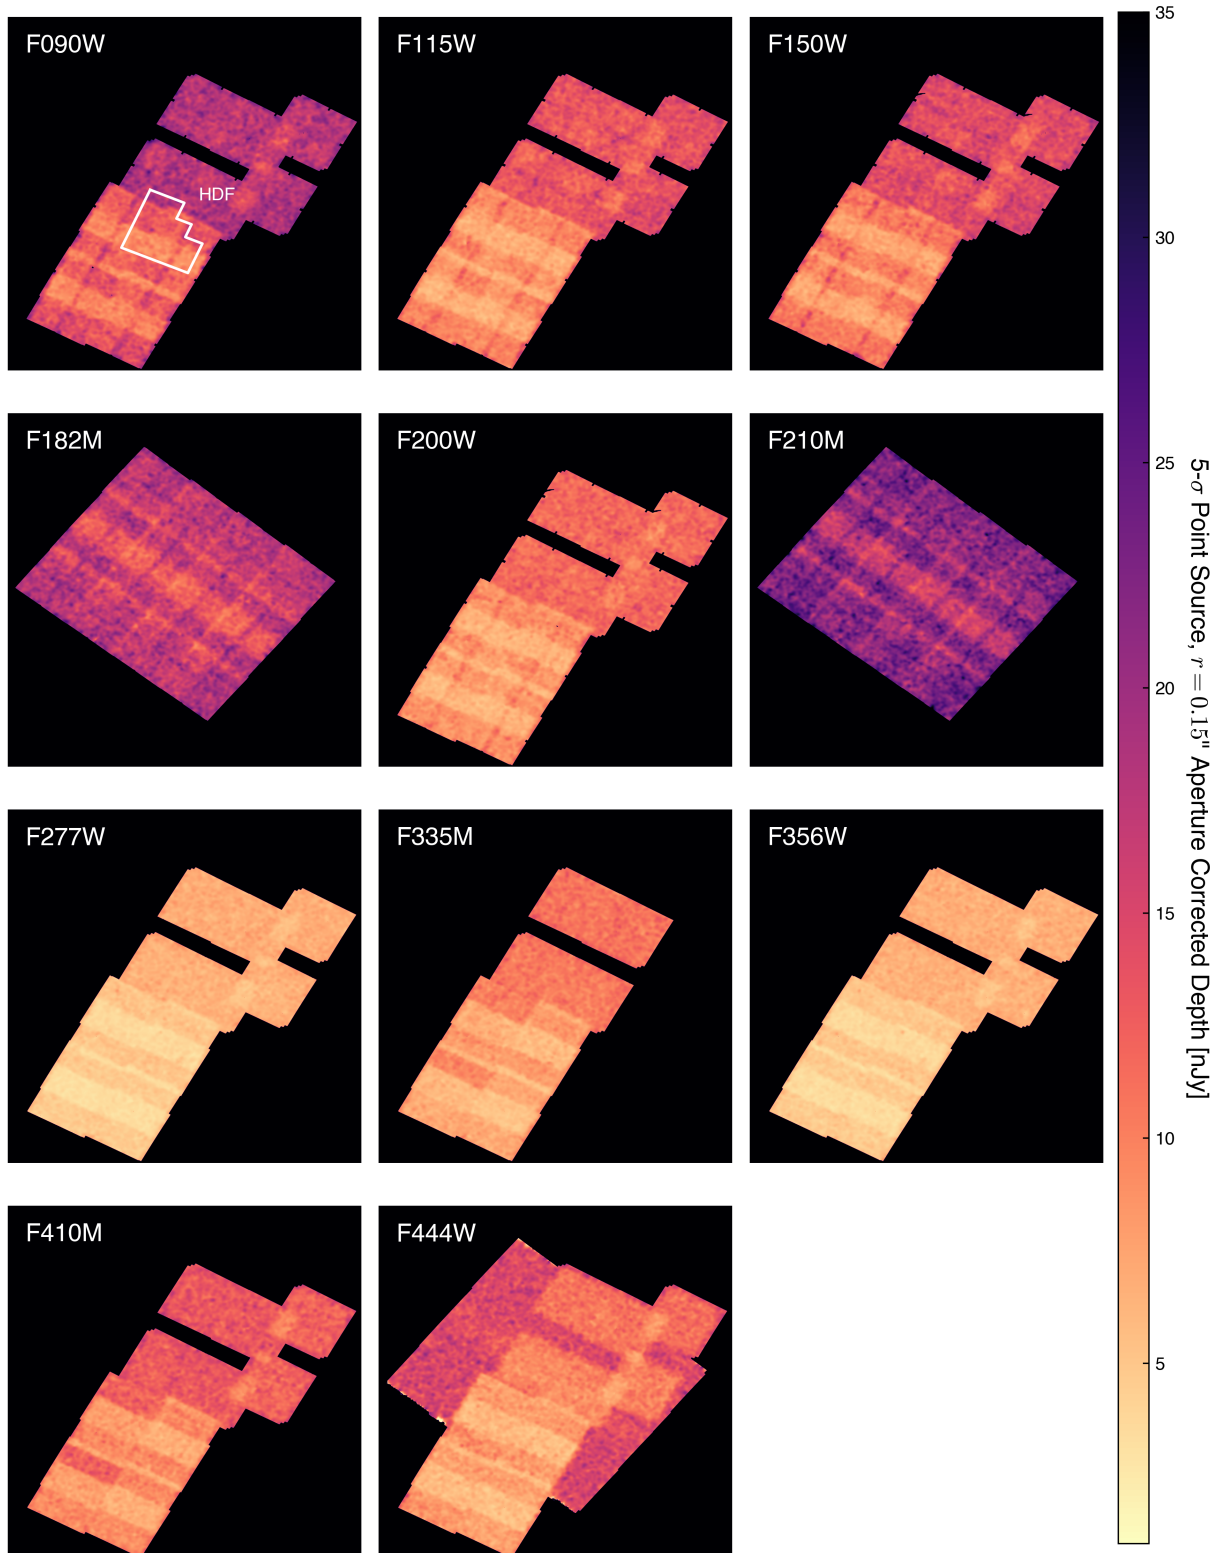 F090W
F115W
F150W
HDF
F182M
F200W
F210M
F277W
F335M
F356W
F410M
F444W
35
30
25
20
15
10
5
5-σ Point Source, r = 0.15" Aperture Corrected Depth [nJy]